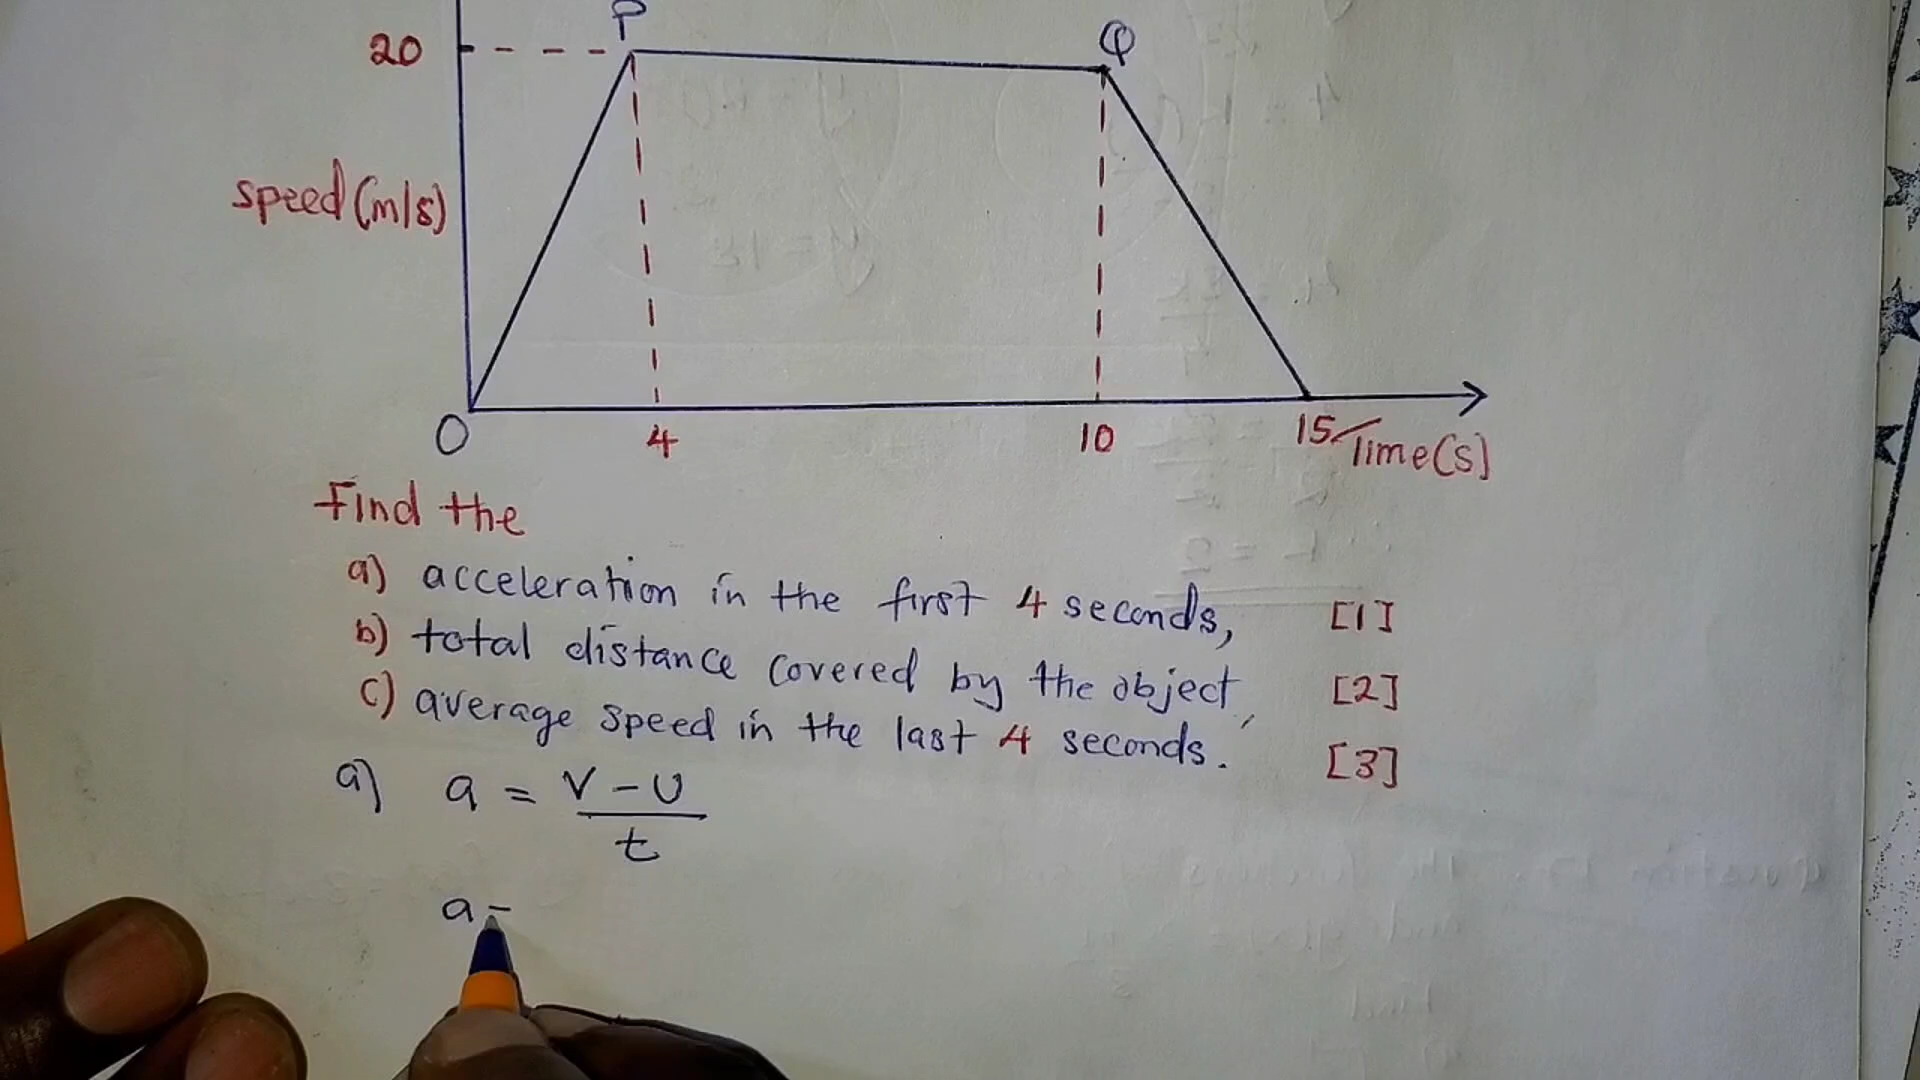 P
20
Q
speed (m/s)
O
4
10
15
Time (s)
Find the
a) acceleration in the first 4 seconds, [1]
b) total distance covered by the object, [2]
c) average speed in the last 4 seconds. [3]
a) a = V - U
t
a =